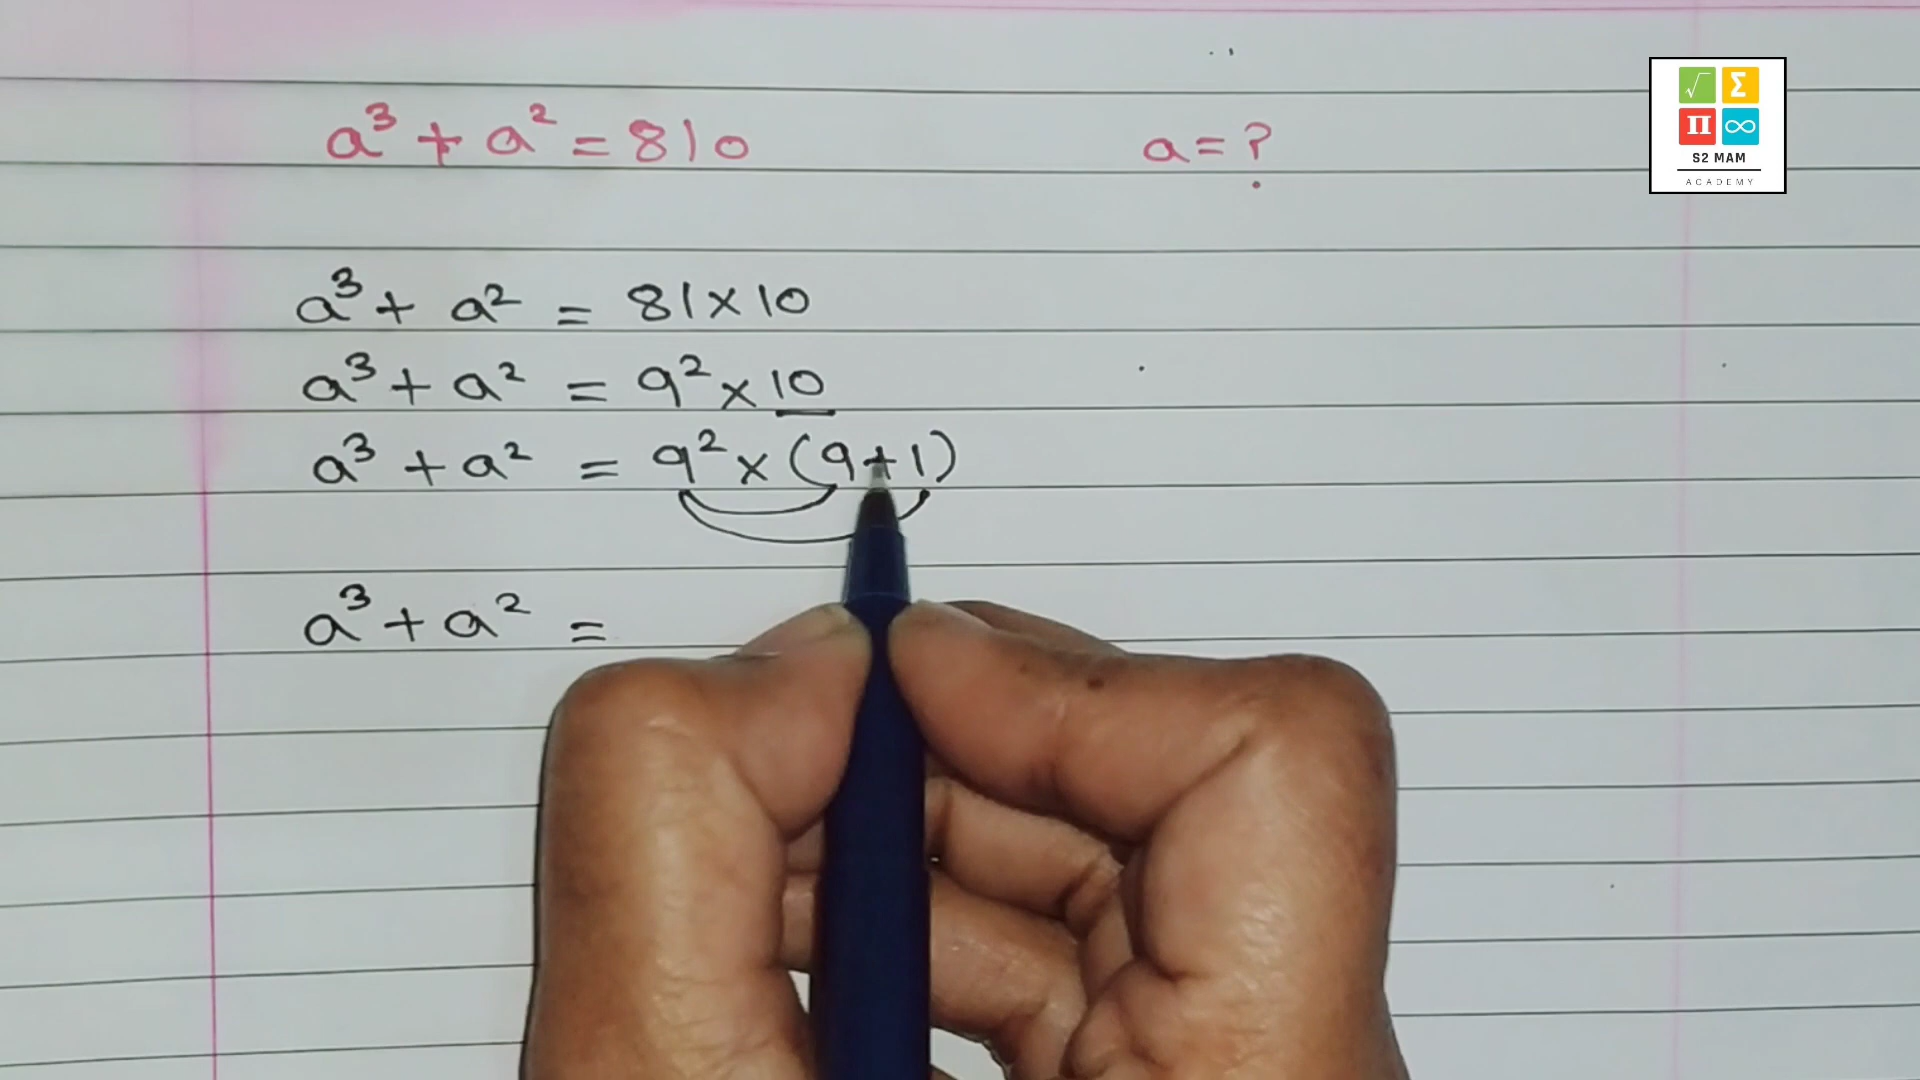 a³ + a² = 810 a = ?
√ Σ
π ∞
S2 MAM
ACADEMY
a³ + a² = 81 × 10
a³ + a² = 9² × 10
a³ + a² = 9² × (9+1)
a³ + a² =